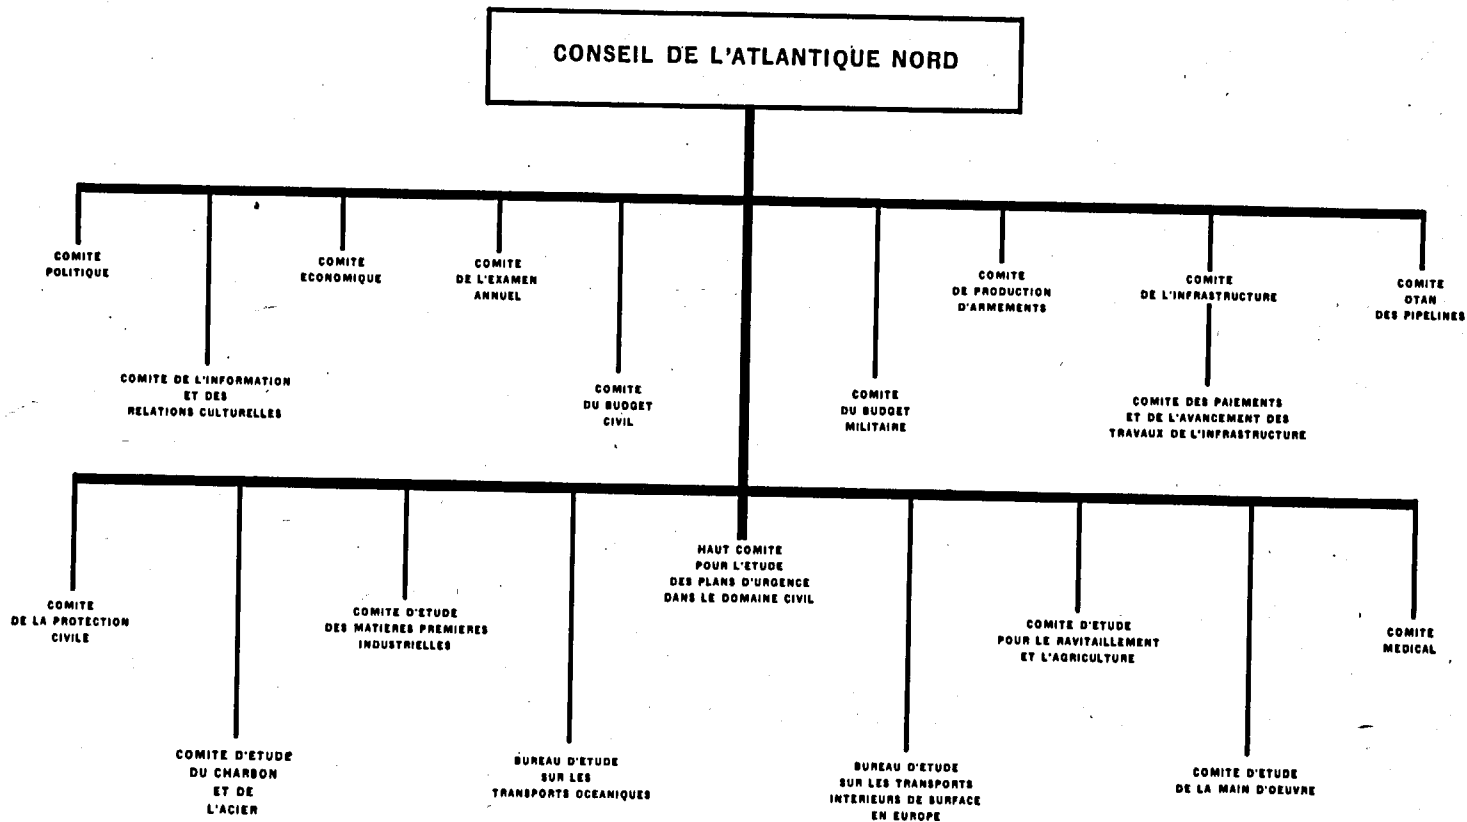 CONSEIL DE L'ATLANTIQUE NORD
COMITE
POLITIQUE
COMITE DE L'INFORMATION
ET DES
RELATIONS CULTURELLES
COMITE
ECONOMIQUE
COMITE
DE L'EXAMEN
ANNUEL
COMITE
DU BUDGET
CIVIL
COMITE
DU BUDGET
MILITAIRE
COMITE
DE PRODUCTION
D'ARMEMENTS
COMITE
DE L'INFRASTRUCTURE
COMITE DES PAIEMENTS
ET DE L'AVANCEMENT DES
TRAVAUX DE L'INFRASTRUCTURE
COMITE
OTAN
DES PIPELINES
COMITE
DE LA PROTECTION
CIVILE
COMITE D'ETUDE
DU CHARBON
ET DE
L'ACIER
COMITE D'ETUDE
DES MATIERES PREMIERES
INDUSTRIELLES
BUREAU D'ETUDE
SUR LES
TRANSPORTS OCEANIQUES
HAUT COMITE
POUR L'ETUDE
DES PLANS D'URGENCE
DANS LE DOMAINE CIVIL
BUREAU D'ETUDE
SUR LES TRANSPORTS
INTERIEURS DE SURFACE
EN EUROPE
COMITE D'ETUDE
POUR LE RAVITAILLEMENT
ET L'AGRICULTURE
COMITE D'ETUDE
DE LA MAIN D'OEUVRE
COMITE
MEDICAL